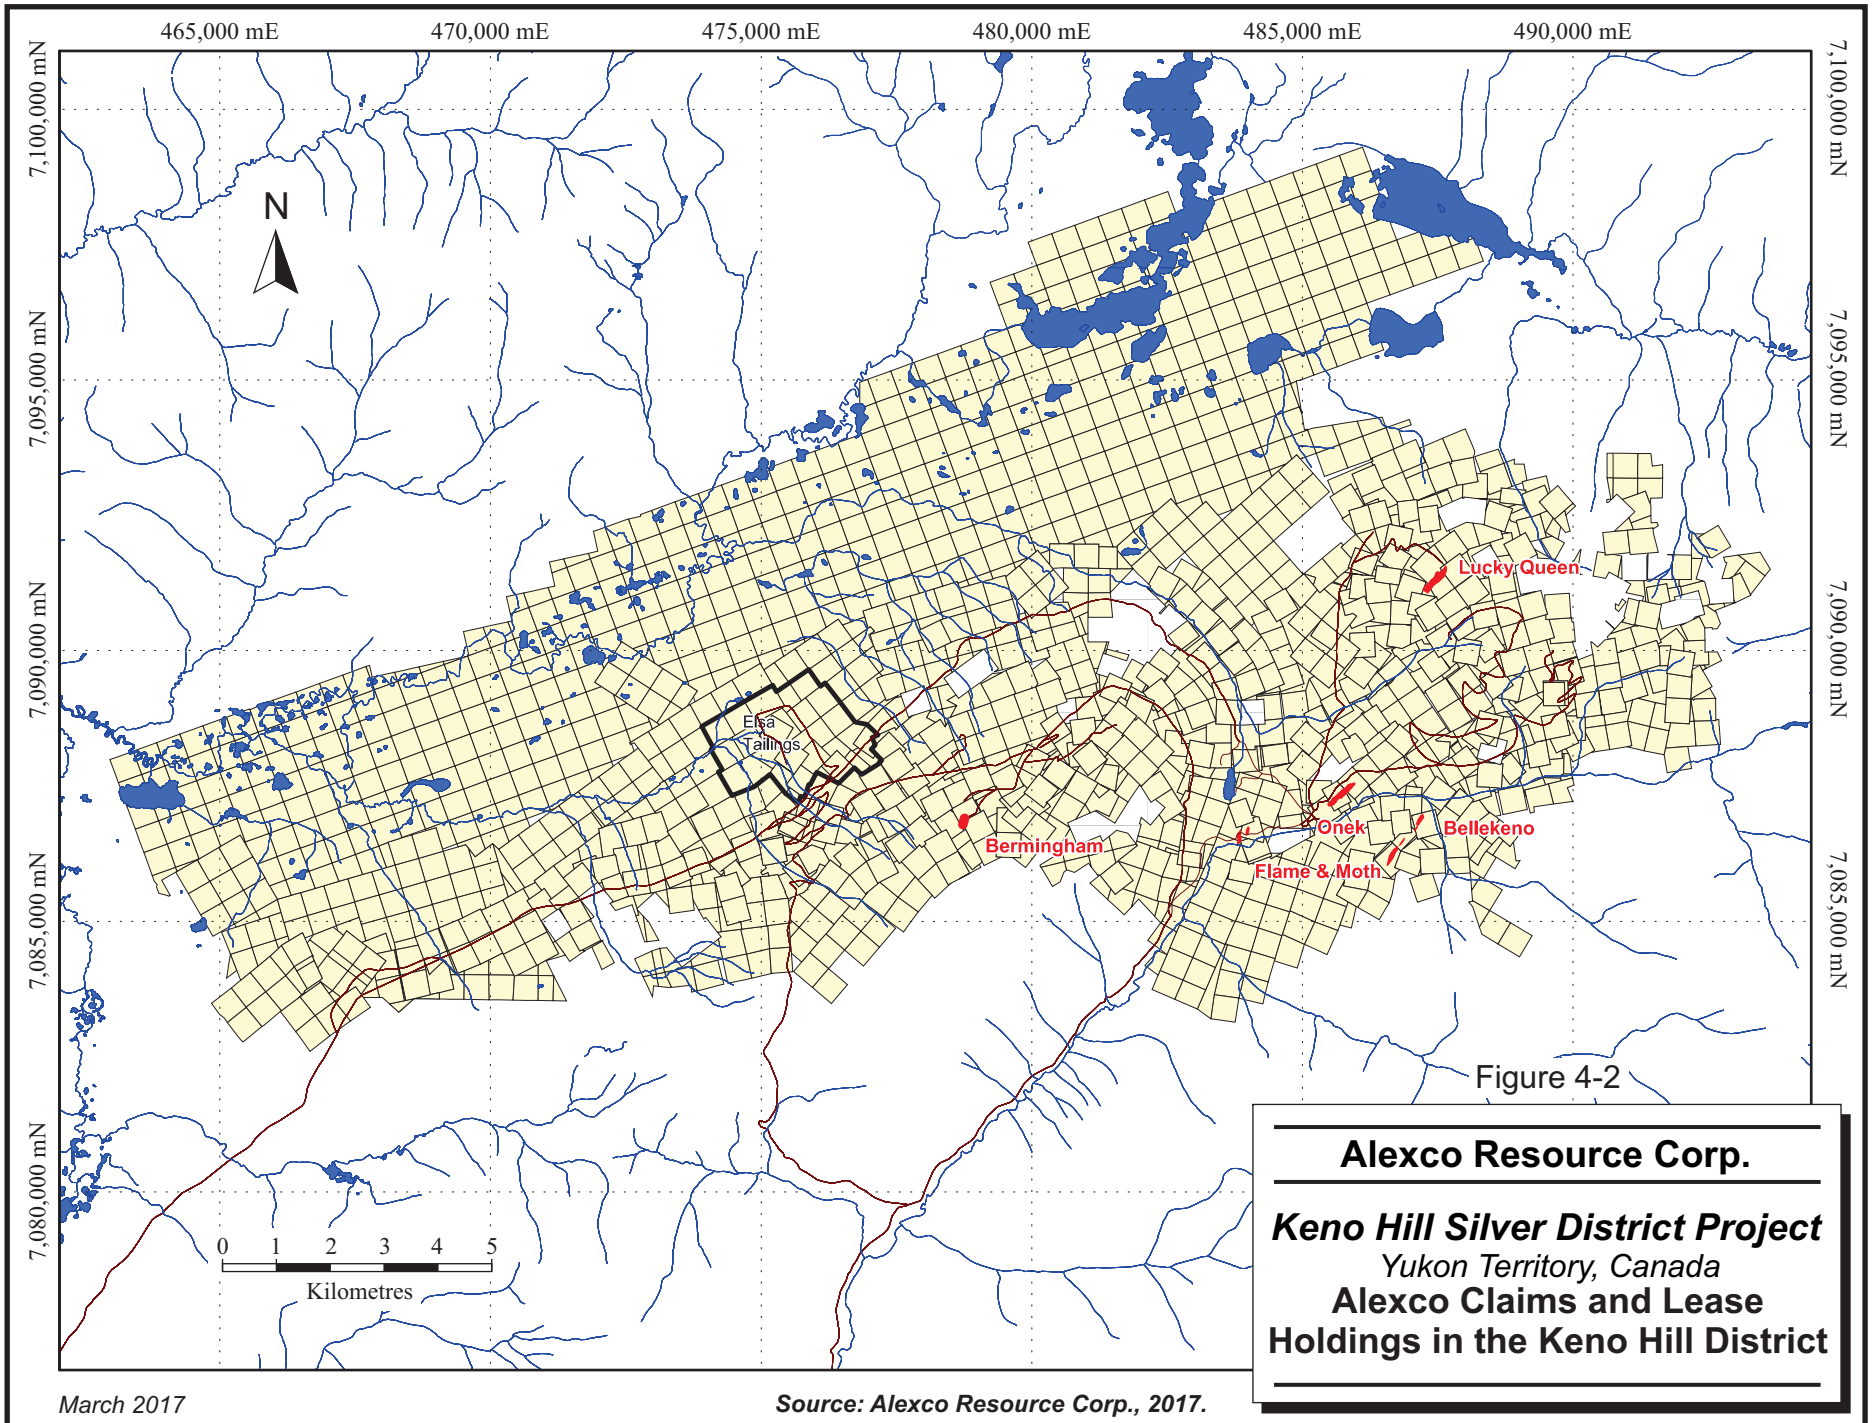 465,000 mE
470,000 mE
475,000 mE
480,000 mE
485,000 mE
490,000 mE
7,100,000 mN
7,095,000 mN
7,090,000 mN
7,085,000 mN
7,080,000 mN
7,100,000 mN
7,095,000 mN
7,090,000 mN
7,085,000 mN
N
Lucky Queen
Elsa
Tailings
Bermingham
Onek
Bellekeno
Flame & Moth
0 1 2 3 4 5
Kilometres
Figure 4-2
Alexco Resource Corp.
Keno Hill Silver District Project
Yukon Territory, Canada
Alexco Claims and Lease
Holdings in the Keno Hill District
March 2017
Source: Alexco Resource Corp., 2017.